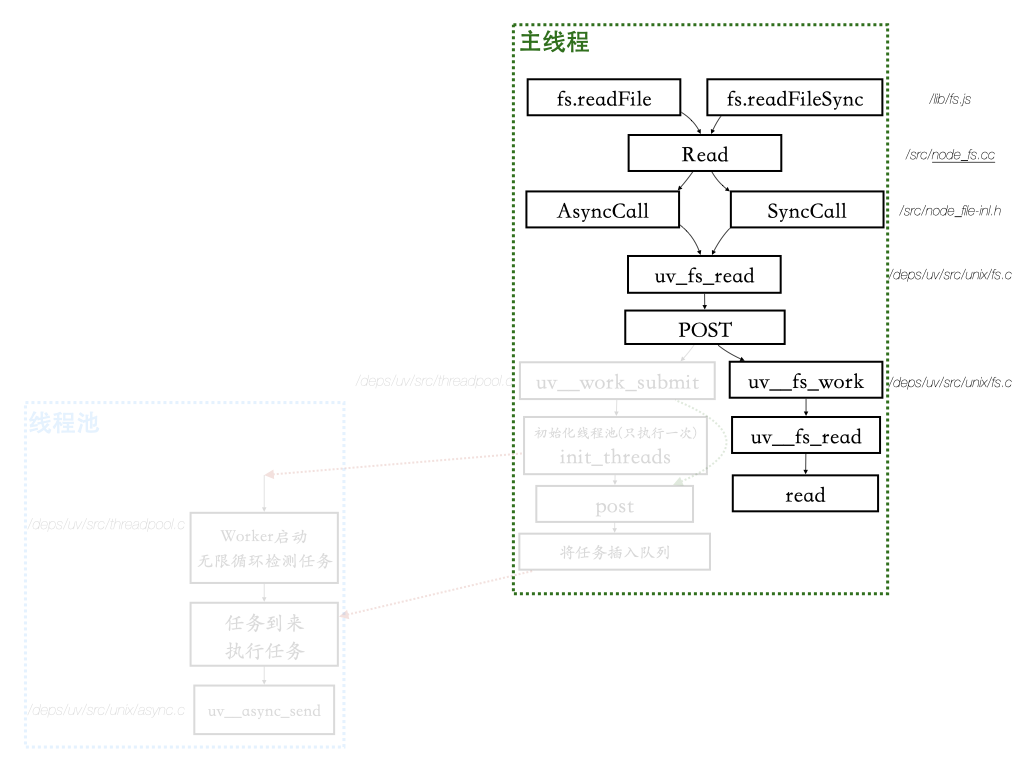 主线程
fs.readFile
fs.readFileSync
/lib/fs.js
Read
/src/node_fs.cc
AsyncCall
SyncCall
/src/node_file-inl.h
uv_fs_read
/deps/uv/src/unix/fs.c
POST
/deps/uv/src/threadpool.c
uv__work_submit
uv__fs_work
/deps/uv/src/unix/fs.c
初始化线程池(只执行一次)
init_threads
uv__fs_read
post
read
将任务插入队列
线程池
/deps/uv/src/threadpool.c
Worker启动
无限循环检测任务
任务到来
执行任务
/deps/uv/src/unix/async.c
uv__async_send